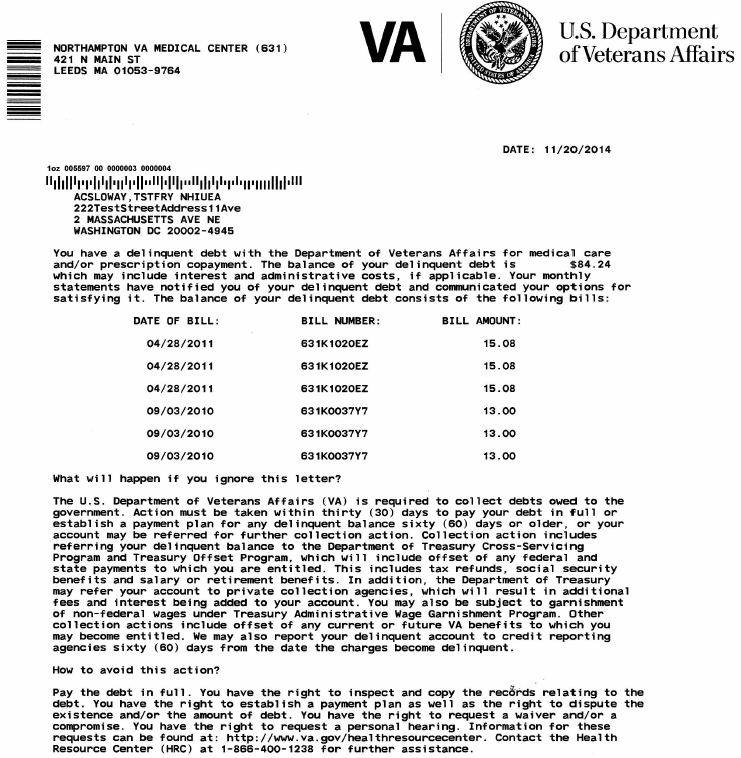 NORTHAMPTON VA MEDICAL CENTER (631)
421 N MAIN ST
LEEDS MA 01053-9764
VA
DEPARTMENT OF VETERANS AFFAIRS
UNITED STATES OF AMERICA
U.S. Department
of Veterans Affairs
DATE: 11/20/2014
1oz 005597 00 0000003 0000004
ACSLOWAY,TSTFRY NHIUEA
222TestStreetAddress11Ave
2 MASSACHUSETTS AVE NE
WASHINGTON DC 20002-4945
You have a delinquent debt with the Department of Veterans Affairs for medical care
and/or prescription copayment. The balance of your delinquent debt is $84.24
which may include interest and administrative costs, if applicable. Your monthly
statements have notified you of your delinquent debt and communicated your options for
satisfying it. The balance of your delinquent debt consists of the following bills:
DATE OF BILL: BILL NUMBER: BILL AMOUNT:
04/28/2011 631K1020EZ 15.08
04/28/2011 631K1020EZ 15.08
04/28/2011 631K1020EZ 15.08
09/03/2010 631K0037Y7 13.00
09/03/2010 631K0037Y7 13.00
09/03/2010 631K0037Y7 13.00
What will happen if you ignore this letter?
The U.S. Department of Veterans Affairs (VA) is required to collect debts owed to the
government. Action must be taken within thirty (30) days to pay your debt in full or
establish a payment plan for any delinquent balance sixty (60) days or older, or your
account may be referred for further collection action. Collection action includes
referring your delinquent balance to the Department of Treasury Cross-Servicing
Program and Treasury Offset Program, which will include offset of any federal and
state payments to which you are entitled. This includes tax refunds, social security
benefits and salary or retirement benefits. In addition, the Department of Treasury
may refer your account to private collection agencies, which will result in additional
fees and interest being added to your account. You may also be subject to garnishment
of non-federal wages under Treasury Administrative Wage Garnishment Program. Other
collection actions include offset of any current or future VA benefits to which you
may become entitled. We may also report your delinquent account to credit reporting
agencies sixty (60) days from the date the charges become delinquent.
How to avoid this action?
Pay the debt in full. You have the right to inspect and copy the records relating to the
debt. You have the right to establish a payment plan as well as the right to dispute the
existence and/or the amount of debt. You have the right to request a waiver and/or a
compromise. You have the right to request a personal hearing. Information for these
requests can be found at: http://www.va.gov/healthresourcecenter. Contact the Health
Resource Center (HRC) at 1-866-400-1238 for further assistance.